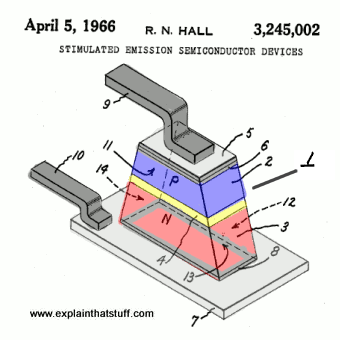 April 5, 1966 R. N. HALL 3,245,002
STIMULATED EMISSION SEMICONDUCTOR DEVICES
9
5
6
10
11
P
2
1
14
12
N
3
4
13
8
7
www.explainthatstuff.com